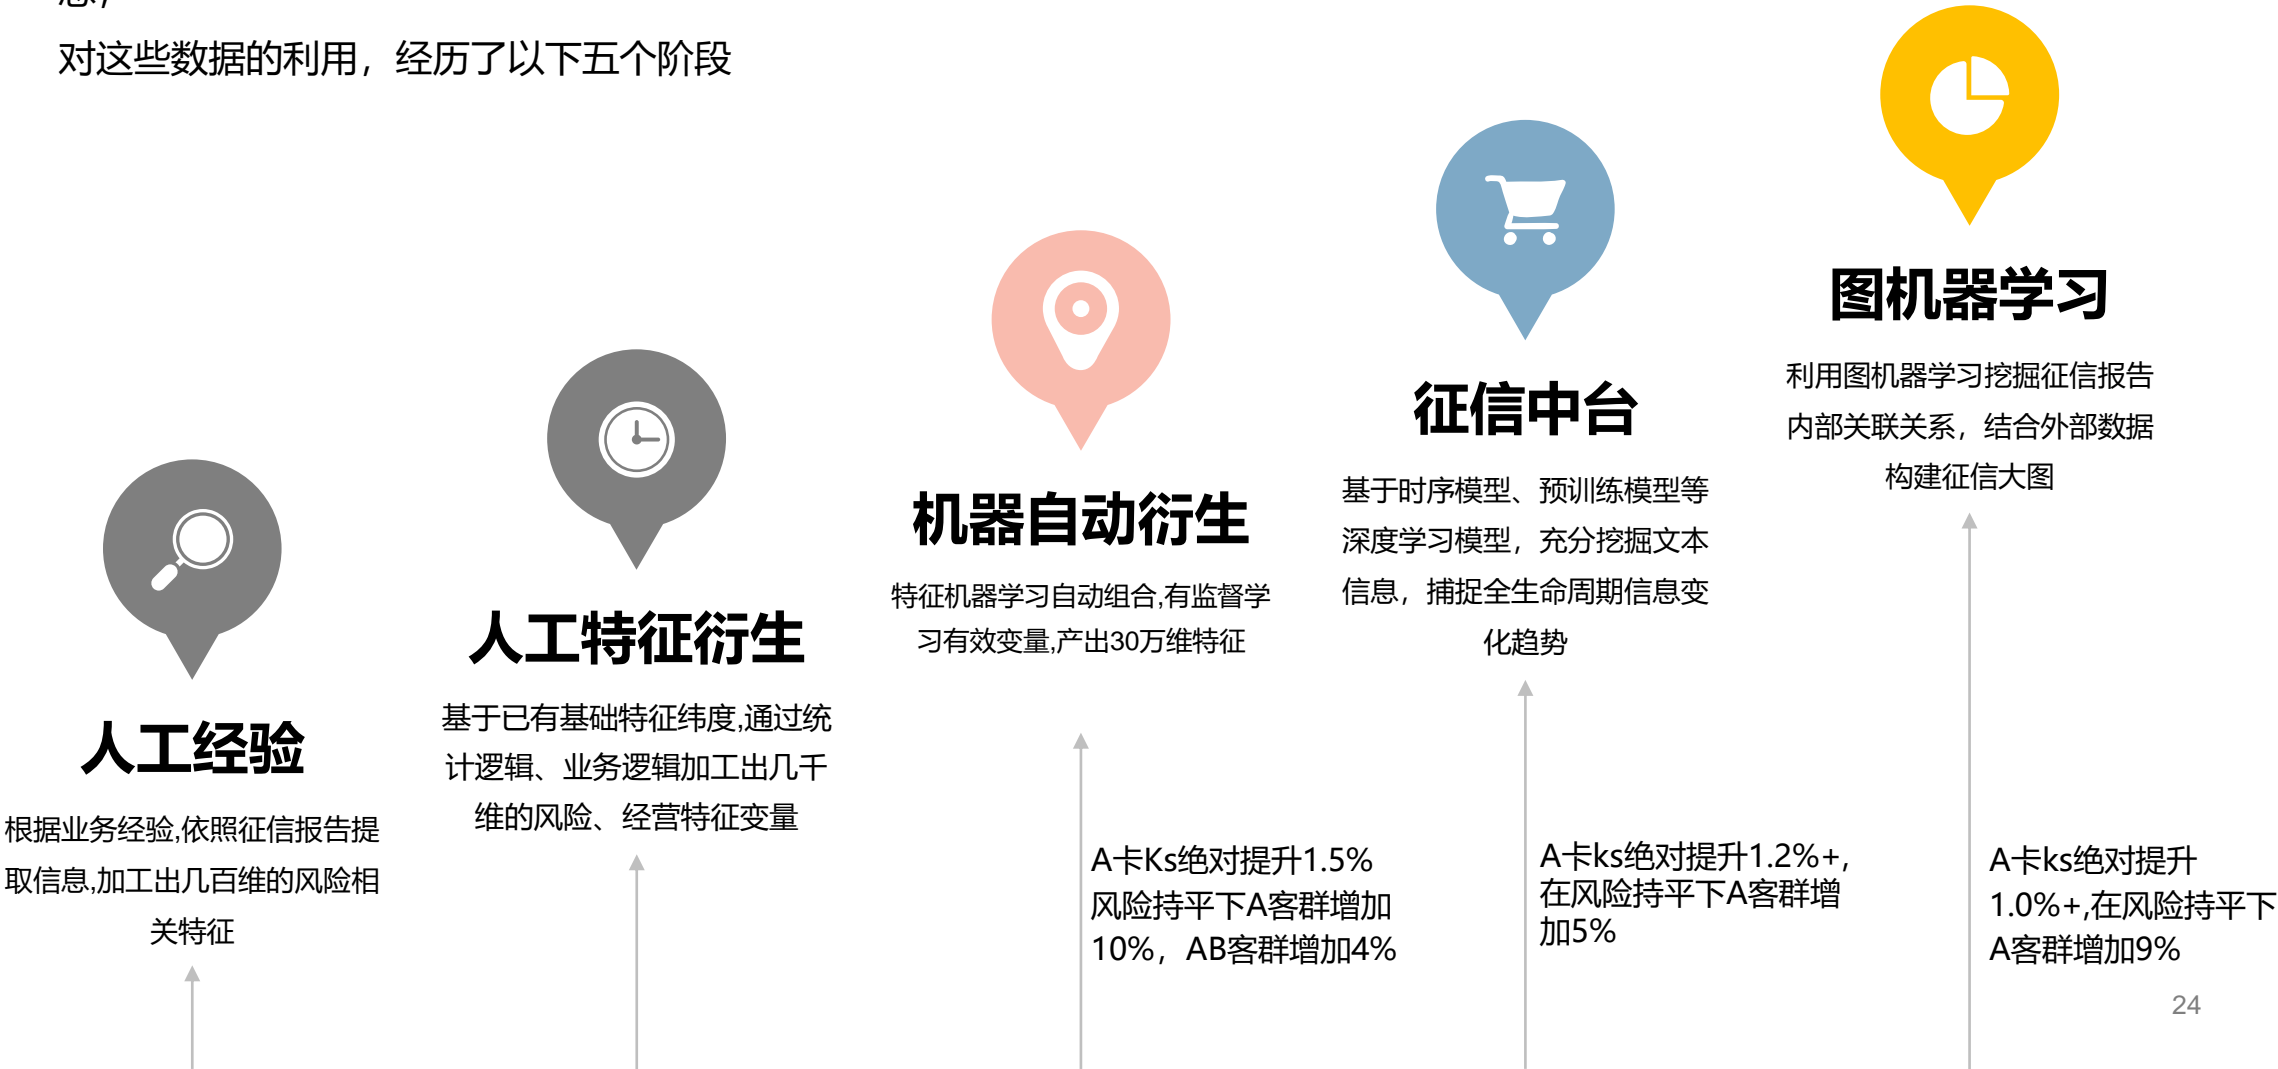 对这些数据的利用，经历了以下五个阶段
人工经验
根据业务经验,依照征信报告提
取信息,加工出几百维的风险相
关特征
人工特征衍生
基于已有基础特征纬度,通过统
计逻辑、业务逻辑加工出几千
维的风险、经营特征变量
机器自动衍生
特征机器学习自动组合,有监督学
习有效变量,产出30万维特征
A卡Ks绝对提升1.5%
风险持平下A客群增加
10%，AB客群增加4%
征信中台
基于时序模型、预训练模型等
深度学习模型，充分挖掘文本
信息，捕捉全生命周期信息变
化趋势
A卡ks绝对提升1.2%+,
在风险持平下A客群增
加5%
图机器学习
利用图机器学习挖掘征信报告
内部关联关系，结合外部数据
构建征信大图
A卡ks绝对提升
1.0%+,在风险持平下
A客群增加9%
24